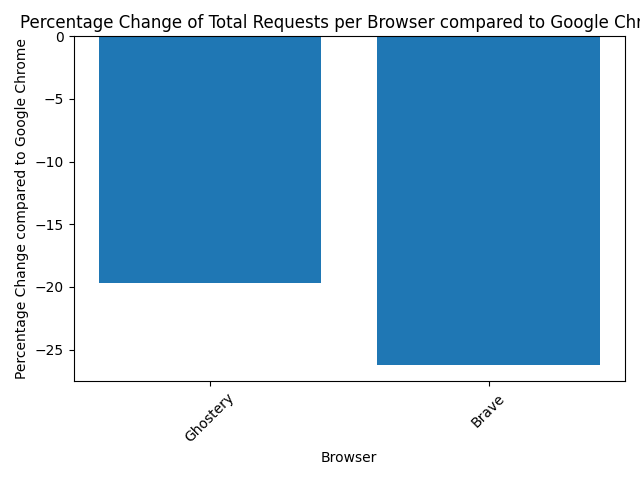 Percentage Change of Total Requests per Browser compared to Google Chr
Percentage Change compared to Google Chrome
0
−5
−10
−15
−20
−25
Ghostery
Brave
Browser